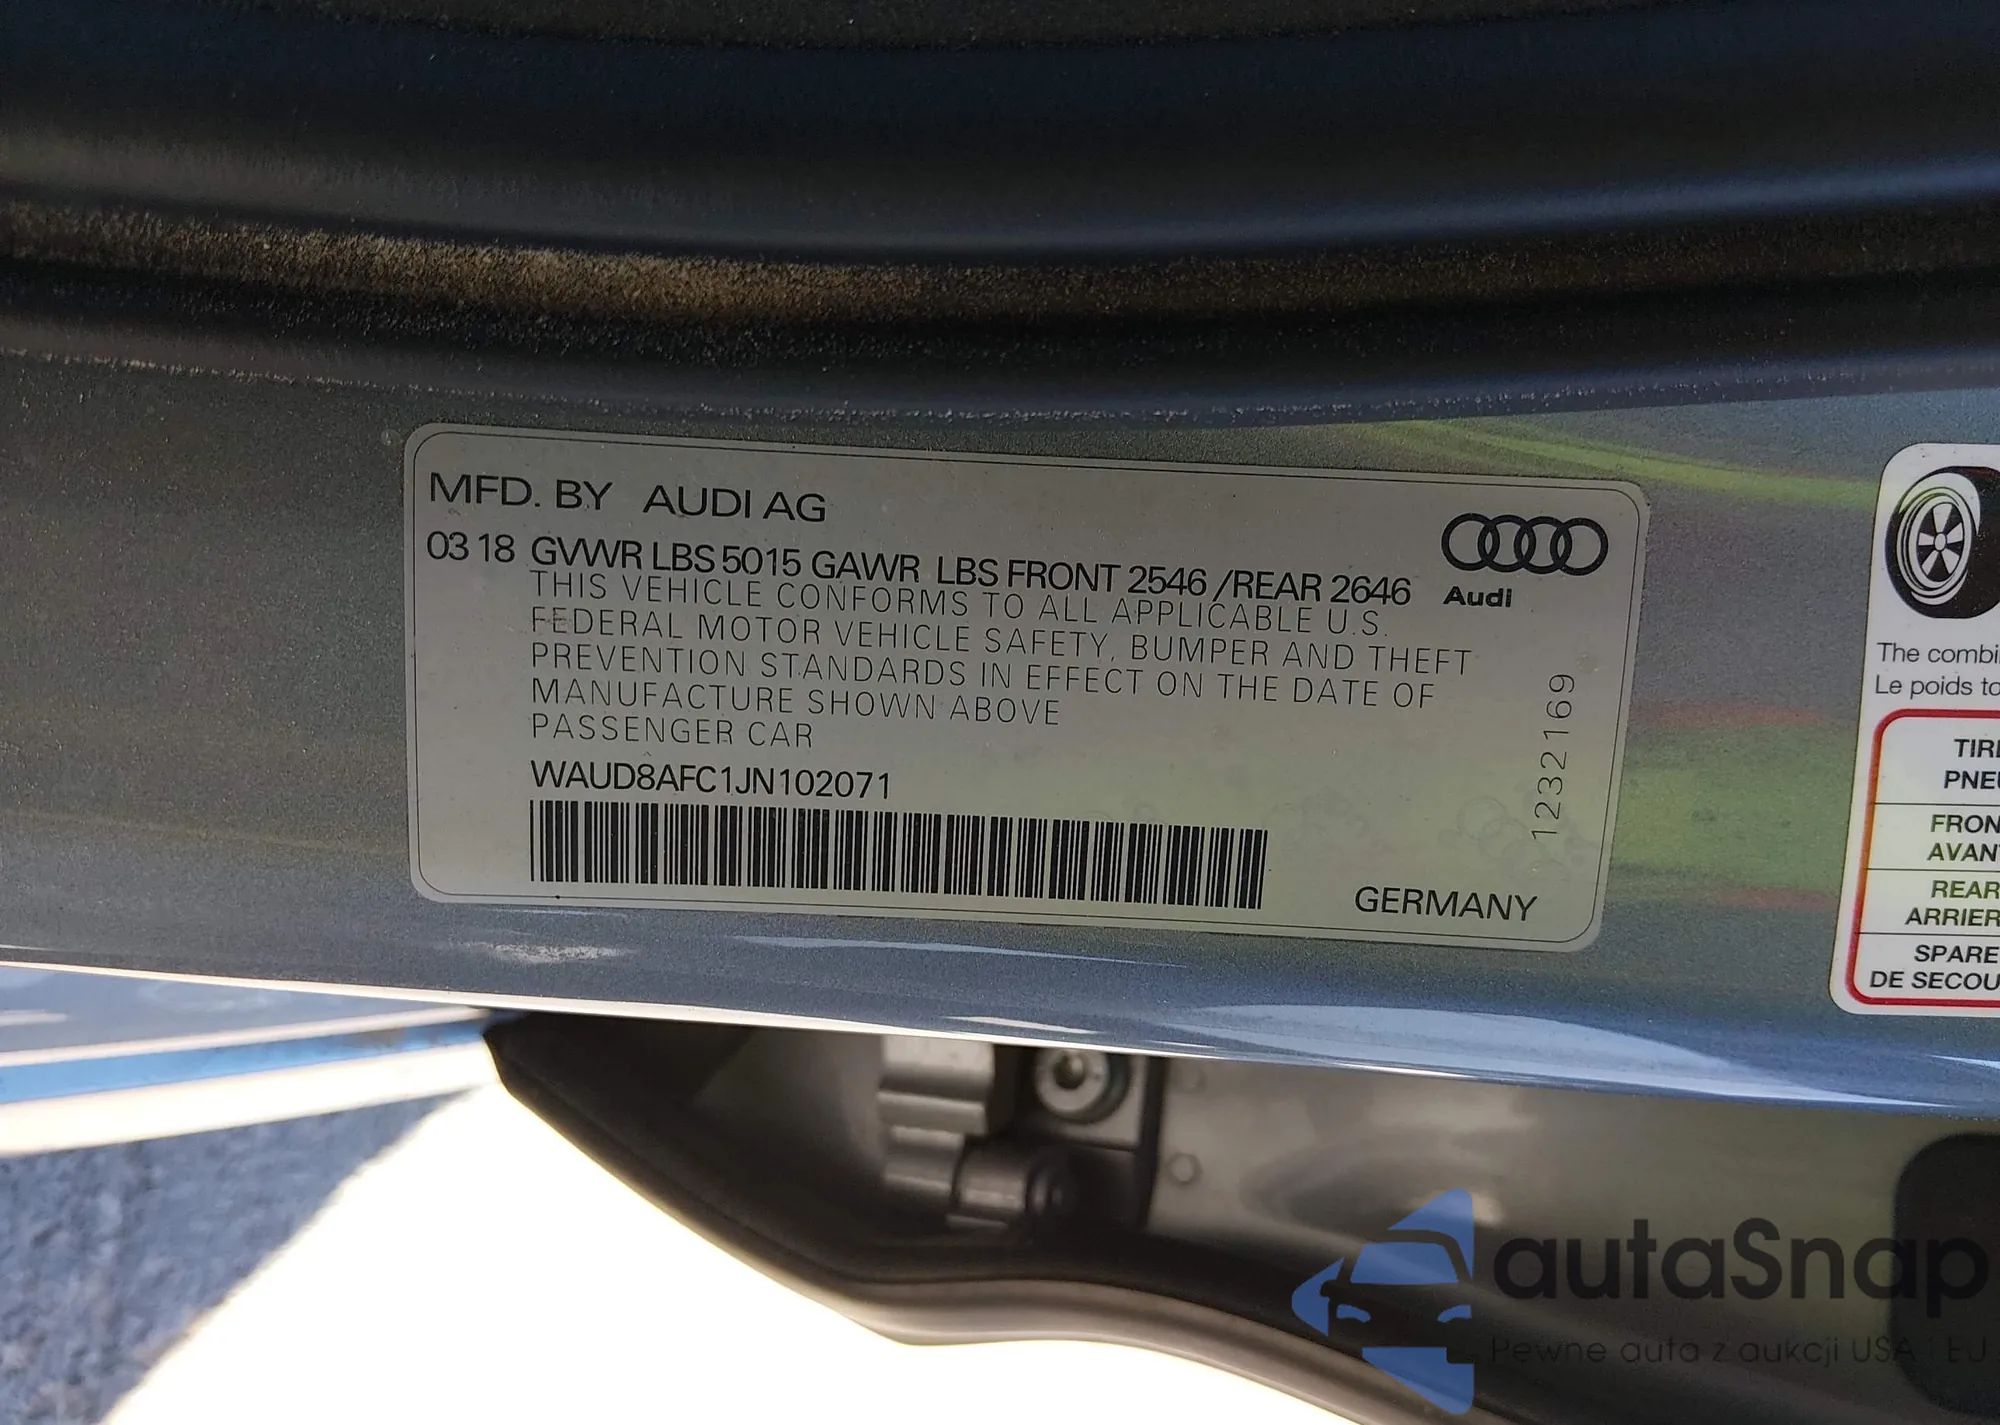 MFD. BY AUDI AG
03 18 GVWR LBS 5015 GAWR LBS FRONT 2546 /REAR 2646
THIS VEHICLE CONFORMS TO ALL APPLICABLE U.S.
FEDERAL MOTOR VEHICLE SAFETY, BUMPER AND THEFT
PREVENTION STANDARDS IN EFFECT ON THE DATE OF
MANUFACTURE SHOWN ABOVE
PASSENGER CAR
WAUD8AFC1JN102071
Audi
1232169
GERMANY
The combi
Le poids to
TIRE
PNEU
FRON
AVANT
REAR
ARRIER
SPARE
DE SECOU
autaSnap
Pewne auta z aukcji USA i EU